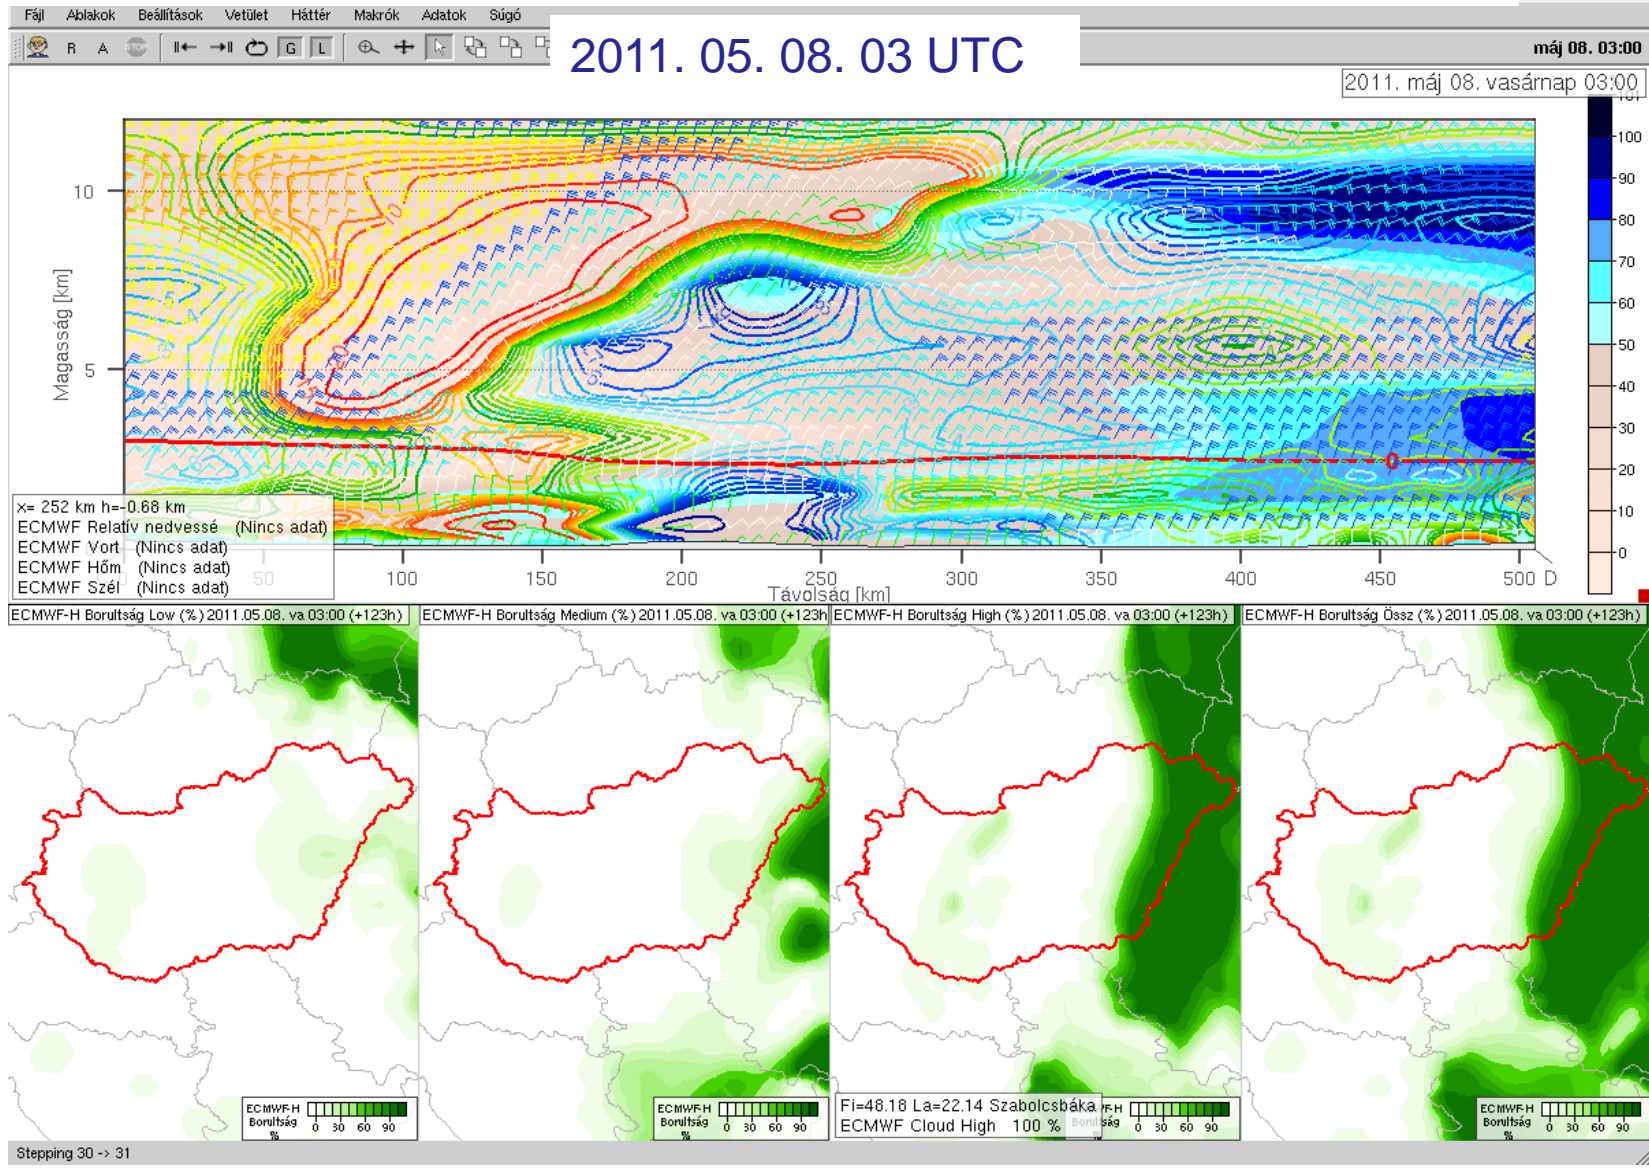 Fájl Ablakok Beállítások Vetület Háttér Makrók Adatok Súgó
R A STOP G L
2011. 05. 08. 03 UTC
máj 08. 03:00
2011. máj 08. vasárnap 03:00
101
100
90
80
70
60
50
40
30
20
10
0
Magasság [km]
10
5
0
x= 252 km h=-0.68 km
ECMWF Relatív nedvessé (Nincs adat)
ECMWF Vort (Nincs adat)
ECMWF Hőm (Nincs adat)
ECMWF Szél (Nincs adat)
50 100 150 200 250 300 350 400 450 500 D
Távolság [km]
ECMWF-H Borultság Low (%) 2011.05.08. va 03:00 (+123h)
ECMWF-H Borultság Medium (%) 2011.05.08. va 03:00 (+123h
ECMWF-H Borultság High (%) 2011.05.08. va 03:00 (+123h)
ECMWF-H Borultság Össz (%) 2011.05.08. va 03:00 (+123h)
ECMWF-H
Borultság
%
0 30 60 90
ECMWF-H
Borultság
%
0 30 60 90
Fi=48.18 La=22.14 Szabolcsbáka
ECMWF Cloud High 100 %
0 30 60 90
ECMWF-H
Borultság
%
0 30 60 90
Stepping 30 -> 31